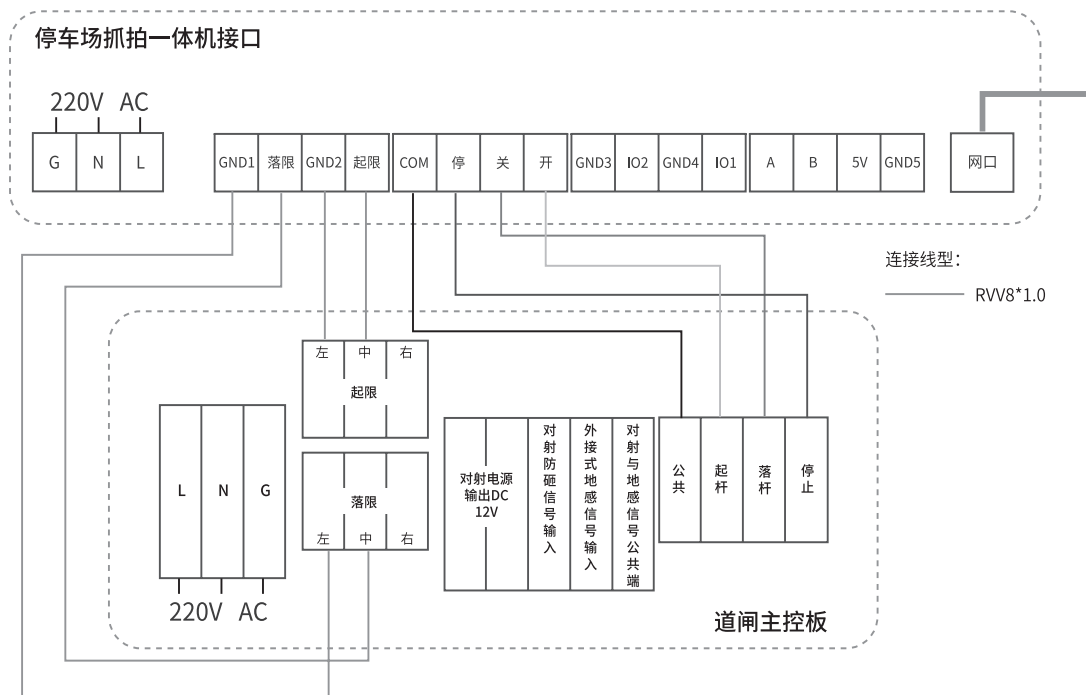 停车场抓拍一体机接口
220V AC
G N L
GND1 落限 GND2 起限 COM 停 关 开 GND3 IO2 GND4 IO1 A B 5V GND5 网口
连接线型：
RVV8*1.0
左 中 右
起限
L N G
220V AC
落限
左 中 右
对射电源
输出DC
12V
对射防砸信号输入
外接式地感信号输入
对射与地感信号公共端
公共
起杆
落杆
停止
道闸主控板